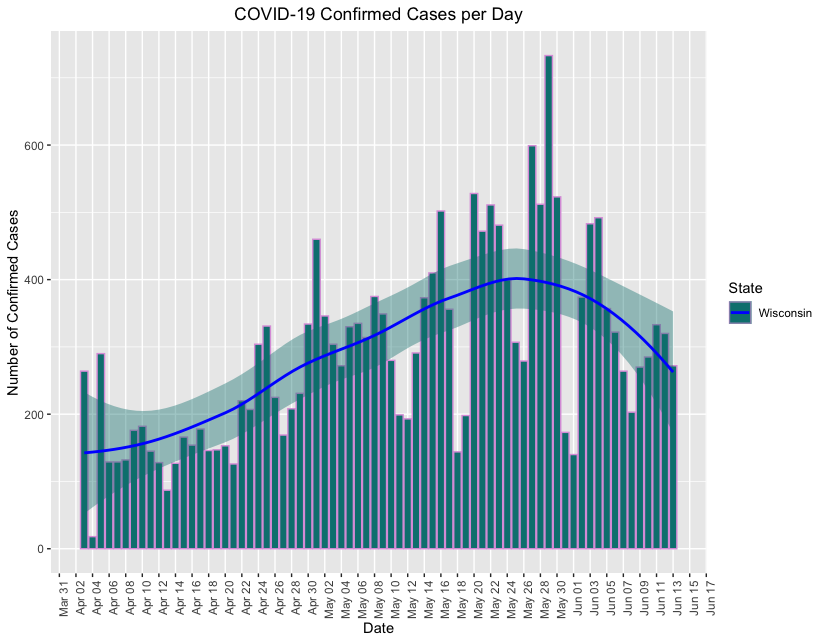 COVID-19 Confirmed Cases per Day
Number of Confirmed Cases
600
400
200
0
Mar 31
Apr 02
Apr 04
Apr 06
Apr 08
Apr 10
Apr 12
Apr 14
Apr 16
Apr 18
Apr 20
Apr 22
Apr 24
Apr 26
Apr 28
Apr 30
May 02
May 04
May 06
May 08
May 10
May 12
May 14
May 16
May 18
May 20
May 22
May 24
May 26
May 28
May 30
Jun 01
Jun 03
Jun 05
Jun 07
Jun 09
Jun 11
Jun 13
Jun 15
Jun 17
Date
State
Wisconsin